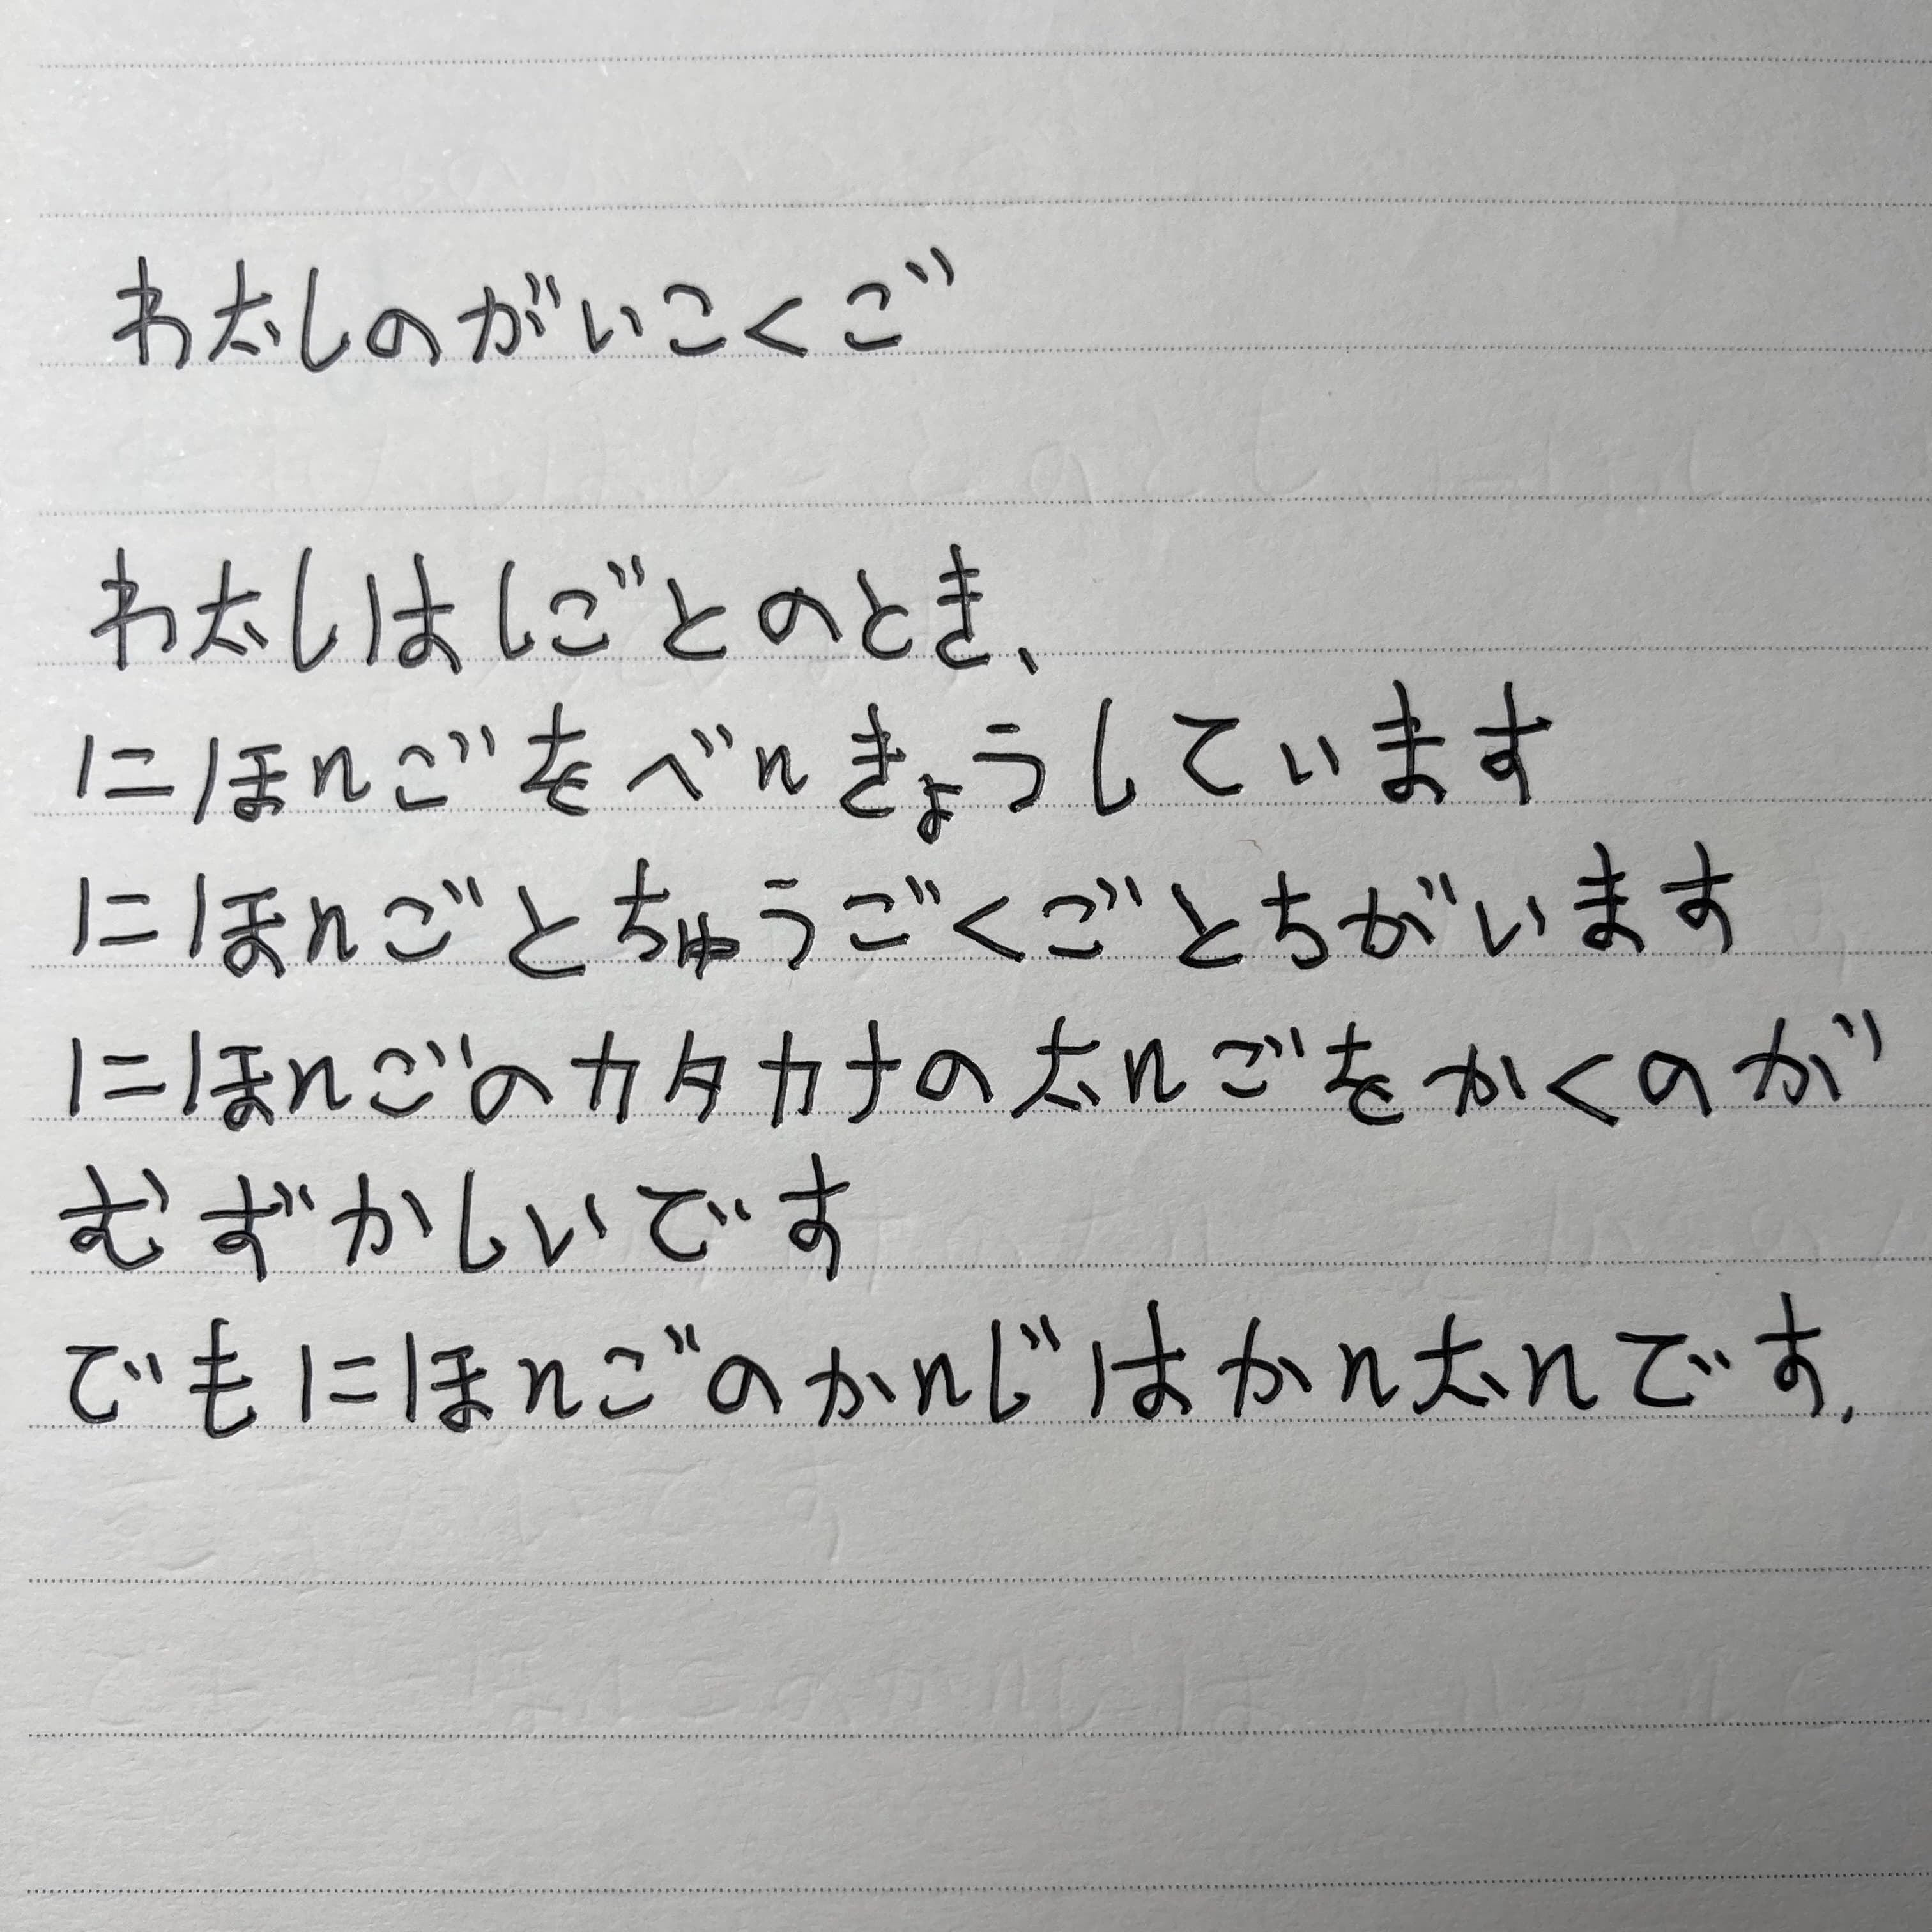 わたしのがいこくご
わたしはしごとのとき、
にほんごをべんきょうしています
にほんごとちゅうごくごとちがいます
にほんごのカタカナのたんごをかくのが
むずかしいです
でもにほんごのかんじはかんたんです.